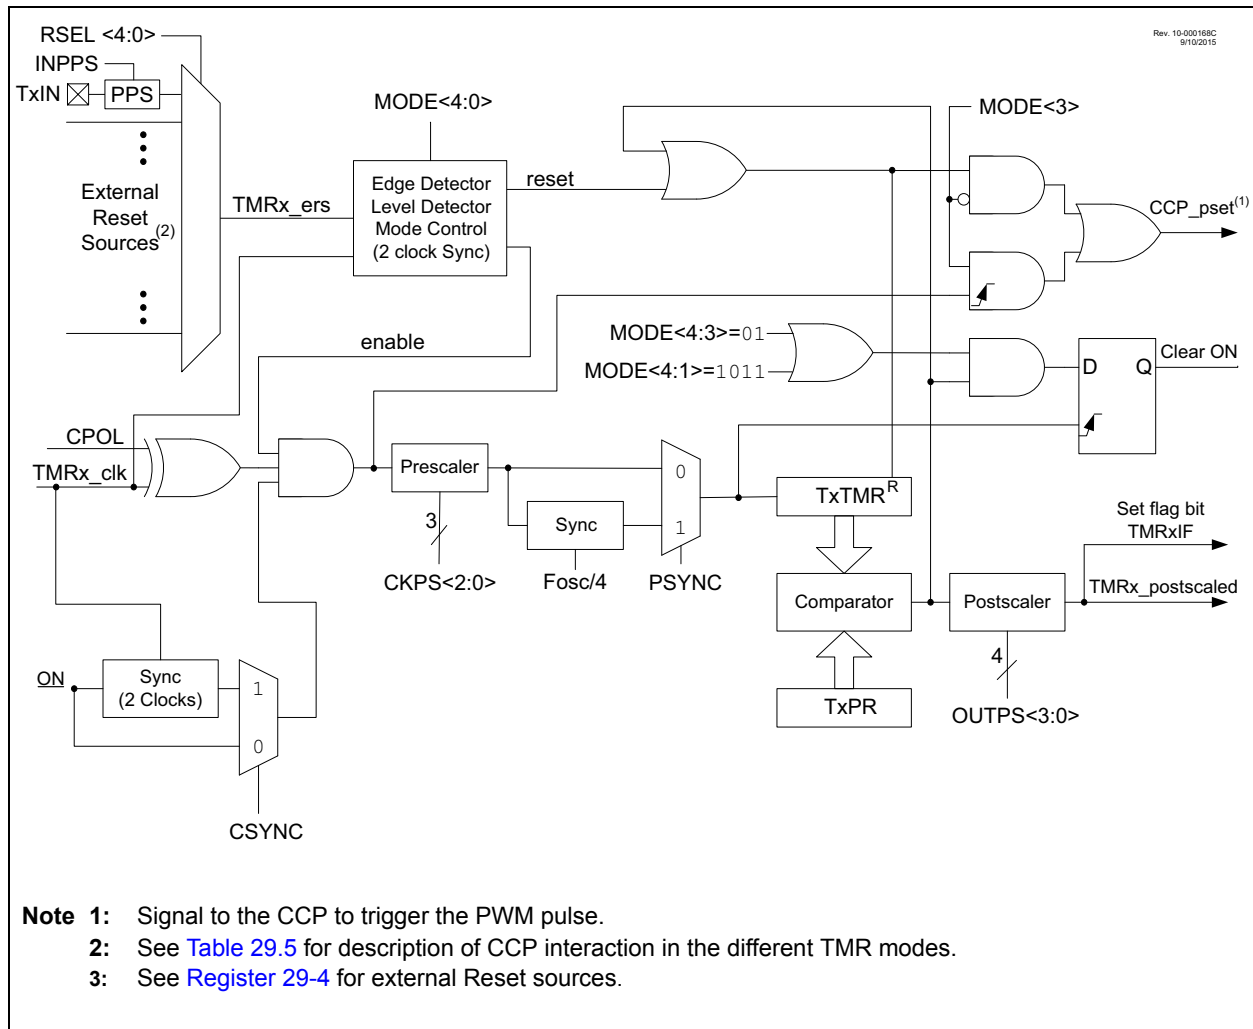 Rev. 10-000168C
9/10/2015
RSEL <4:0>
INPPS
TxIN
PPS
MODE<4:0>
MODE<3>
External
Reset
Sources(2)
TMRx_ers
Edge Detector
Level Detector
Mode Control
(2 clock Sync)
reset
CCP_pset(1)
enable
MODE<4:3>=01
MODE<4:1>=1011
D
Q
Clear ON
CPOL
TMRx_clk
Prescaler
0
1
TxTMR
R
3
Sync
CKPS<2:0>
Fosc/4
PSYNC
Set flag bit
TMRxIF
Comparator
Postscaler
TMRx_postscaled
4
ON
Sync
(2 Clocks)
1
0
TxPR
OUTPS<3:0>
CSYNC
Note 1: Signal to the CCP to trigger the PWM pulse.
2: See Table 29.5 for description of CCP interaction in the different TMR modes.
3: See Register 29-4 for external Reset sources.